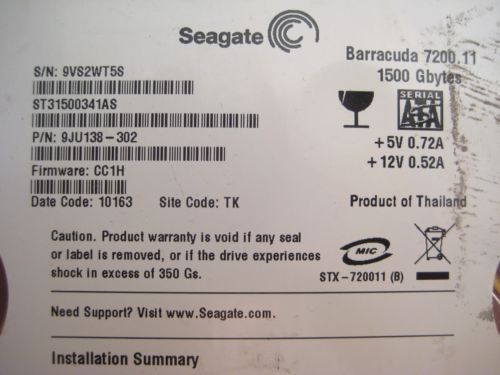 Seagate
Barracuda 7200.11
1500 Gbytes
S/N: 9VS2WT5S
ST31500341AS
SERIAL
ATA
P/N: 9JU138-302
+5V 0.72A
+12V 0.52A
Firmware: CC1H
Date Code: 10163 Site Code: TK
Product of Thailand
Caution. Product warranty is void if any seal
or label is removed, or if the drive experiences
shock in excess of 350 Gs.
MIC
STX-720011 (B)
Need Support? Visit www.Seagate.com.
Installation Summary